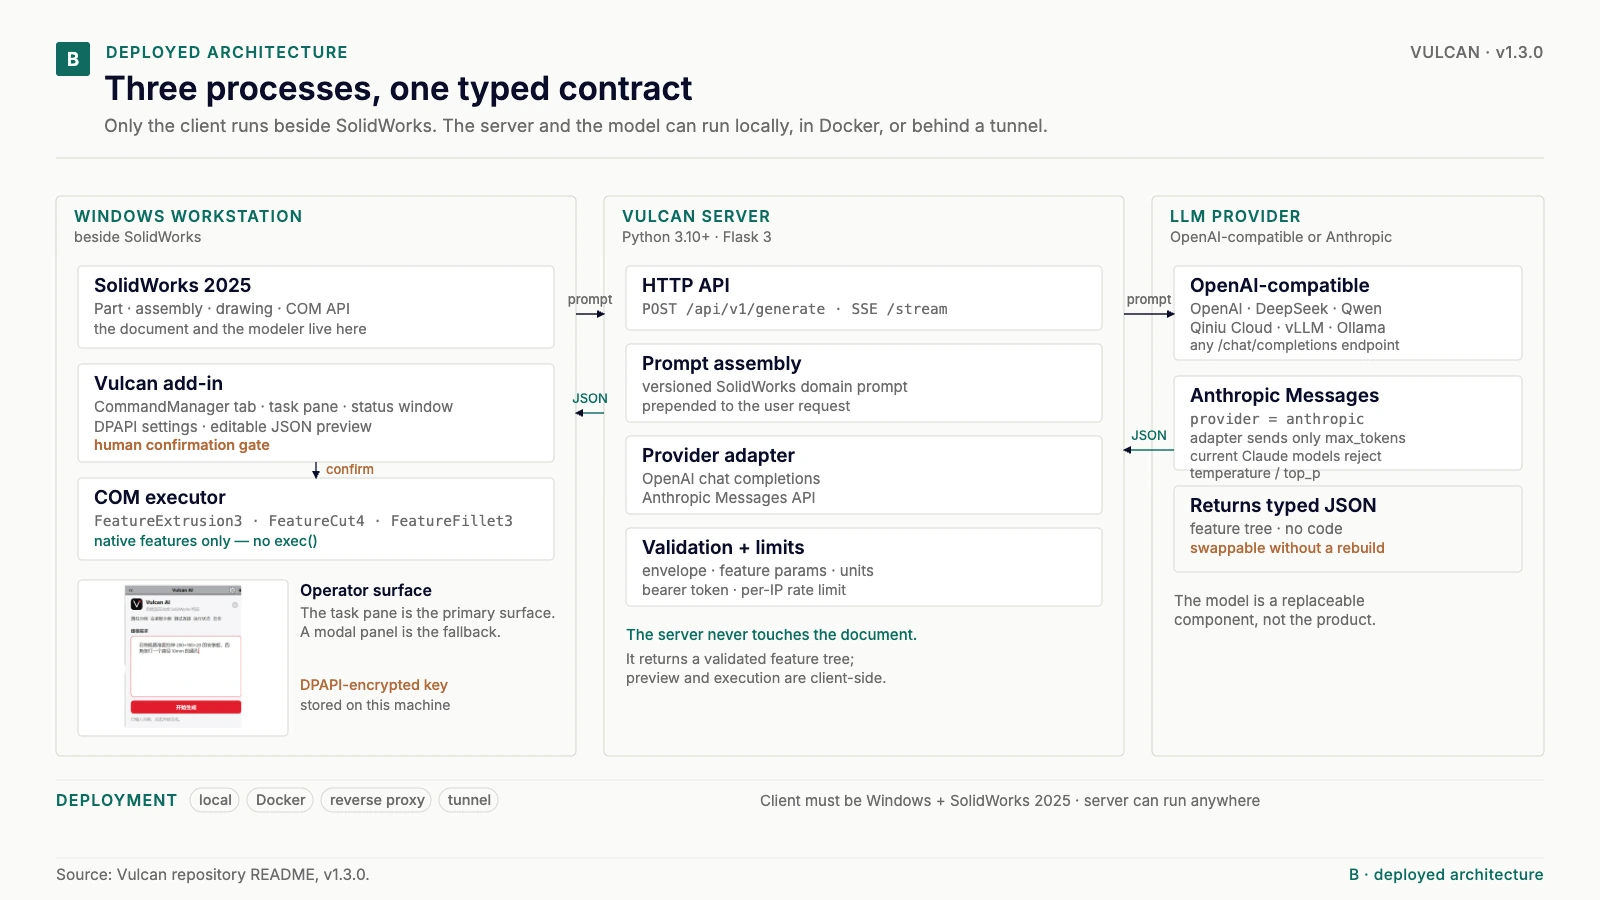 B
DEPLOYED ARCHITECTURE
VULCAN · v1.3.0
Three processes, one typed contract
Only the client runs beside SolidWorks. The server and the model can run locally, in Docker, or behind a tunnel.
WINDOWS WORKSTATION
beside SolidWorks
SolidWorks 2025
Part · assembly · drawing · COM API
the document and the modeler live here
Vulcan add-in
CommandManager tab · task pane · status window
DPAPI settings · editable JSON preview
human confirmation gate
confirm
COM executor
FeatureExtrusion3 · FeatureCut4 · FeatureFillet3
native features only — no exec()
Vulcan AI
Vulcan AI
开始生成
Operator surface
The task pane is the primary surface.
A modal panel is the fallback.
DPAPI-encrypted key
stored on this machine
prompt
JSON
VULCAN SERVER
Python 3.10+ · Flask 3
HTTP API
POST /api/v1/generate · SSE /stream
Prompt assembly
versioned SolidWorks domain prompt
prepended to the user request
Provider adapter
OpenAI chat completions
Anthropic Messages API
Validation + limits
envelope · feature params · units
bearer token · per-IP rate limit
The server never touches the document.
It returns a validated feature tree;
preview and execution are client-side.
prompt
JSON
LLM PROVIDER
OpenAI-compatible or Anthropic
OpenAI-compatible
OpenAI · DeepSeek · Qwen
Qiniu Cloud · vLLM · Ollama
any /chat/completions endpoint
Anthropic Messages
provider = anthropic
adapter sends only max_tokens
current Claude models reject
temperature / top_p
Returns typed JSON
feature tree · no code
swappable without a rebuild
The model is a replaceable
component, not the product.
DEPLOYMENT
local
Docker
reverse proxy
tunnel
Client must be Windows + SolidWorks 2025 · server can run anywhere
Source: Vulcan repository README, v1.3.0.
B · deployed architecture